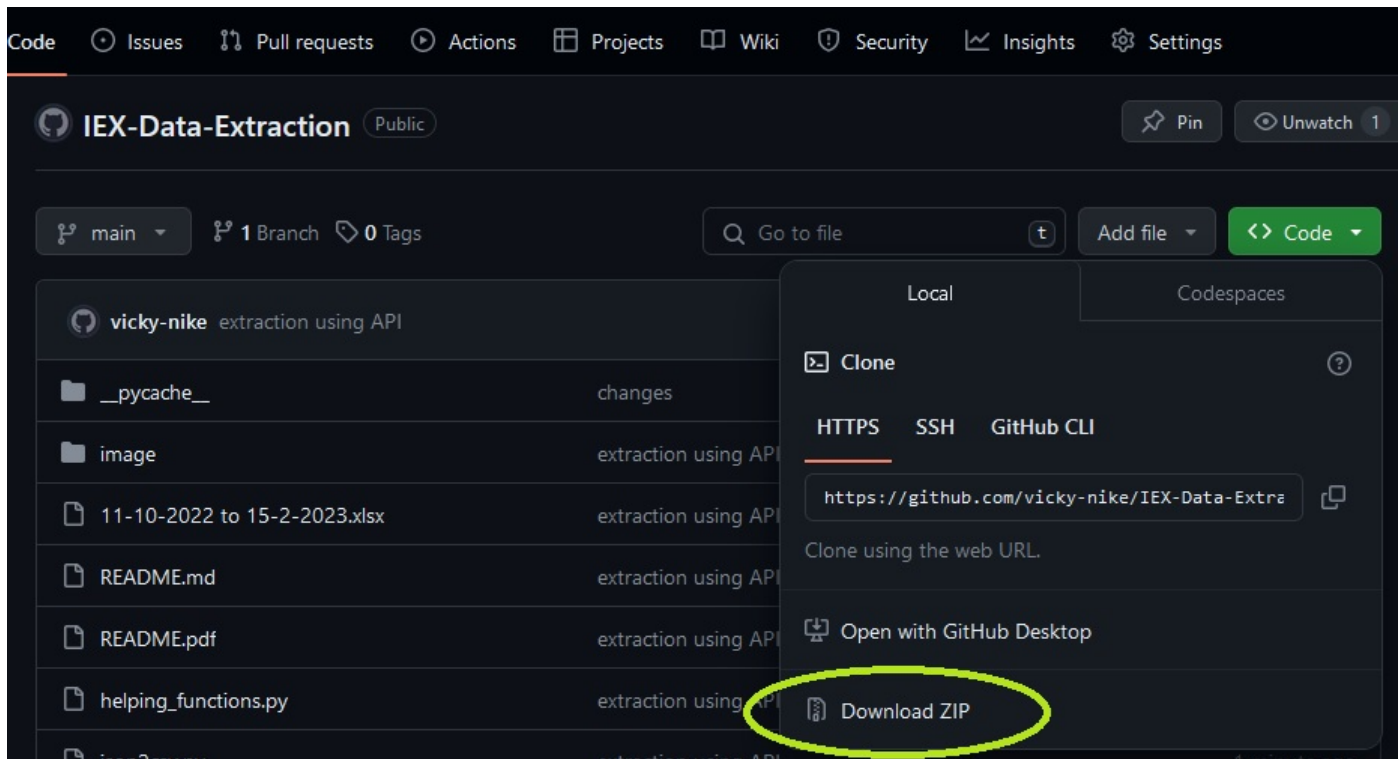 Code Issues Pull requests Actions Projects Wiki Security Insights Settings
IEX-Data-Extraction Public Pin Unwatch 1
main 1 Branch 0 Tags Go to file t Add file <> Code
Local Codespaces
vicky-nike extraction using API
Clone
__pycache__ changes
HTTPS SSH GitHub CLI
image extraction using API
https://github.com/vicky-nike/IEX-Data-Extra
11-10-2022 to 15-2-2023.xlsx extraction using API
Clone using the web URL.
README.md extraction using API
Open with GitHub Desktop
README.pdf extraction using API
helping_functions.py extraction using API
Download ZIP